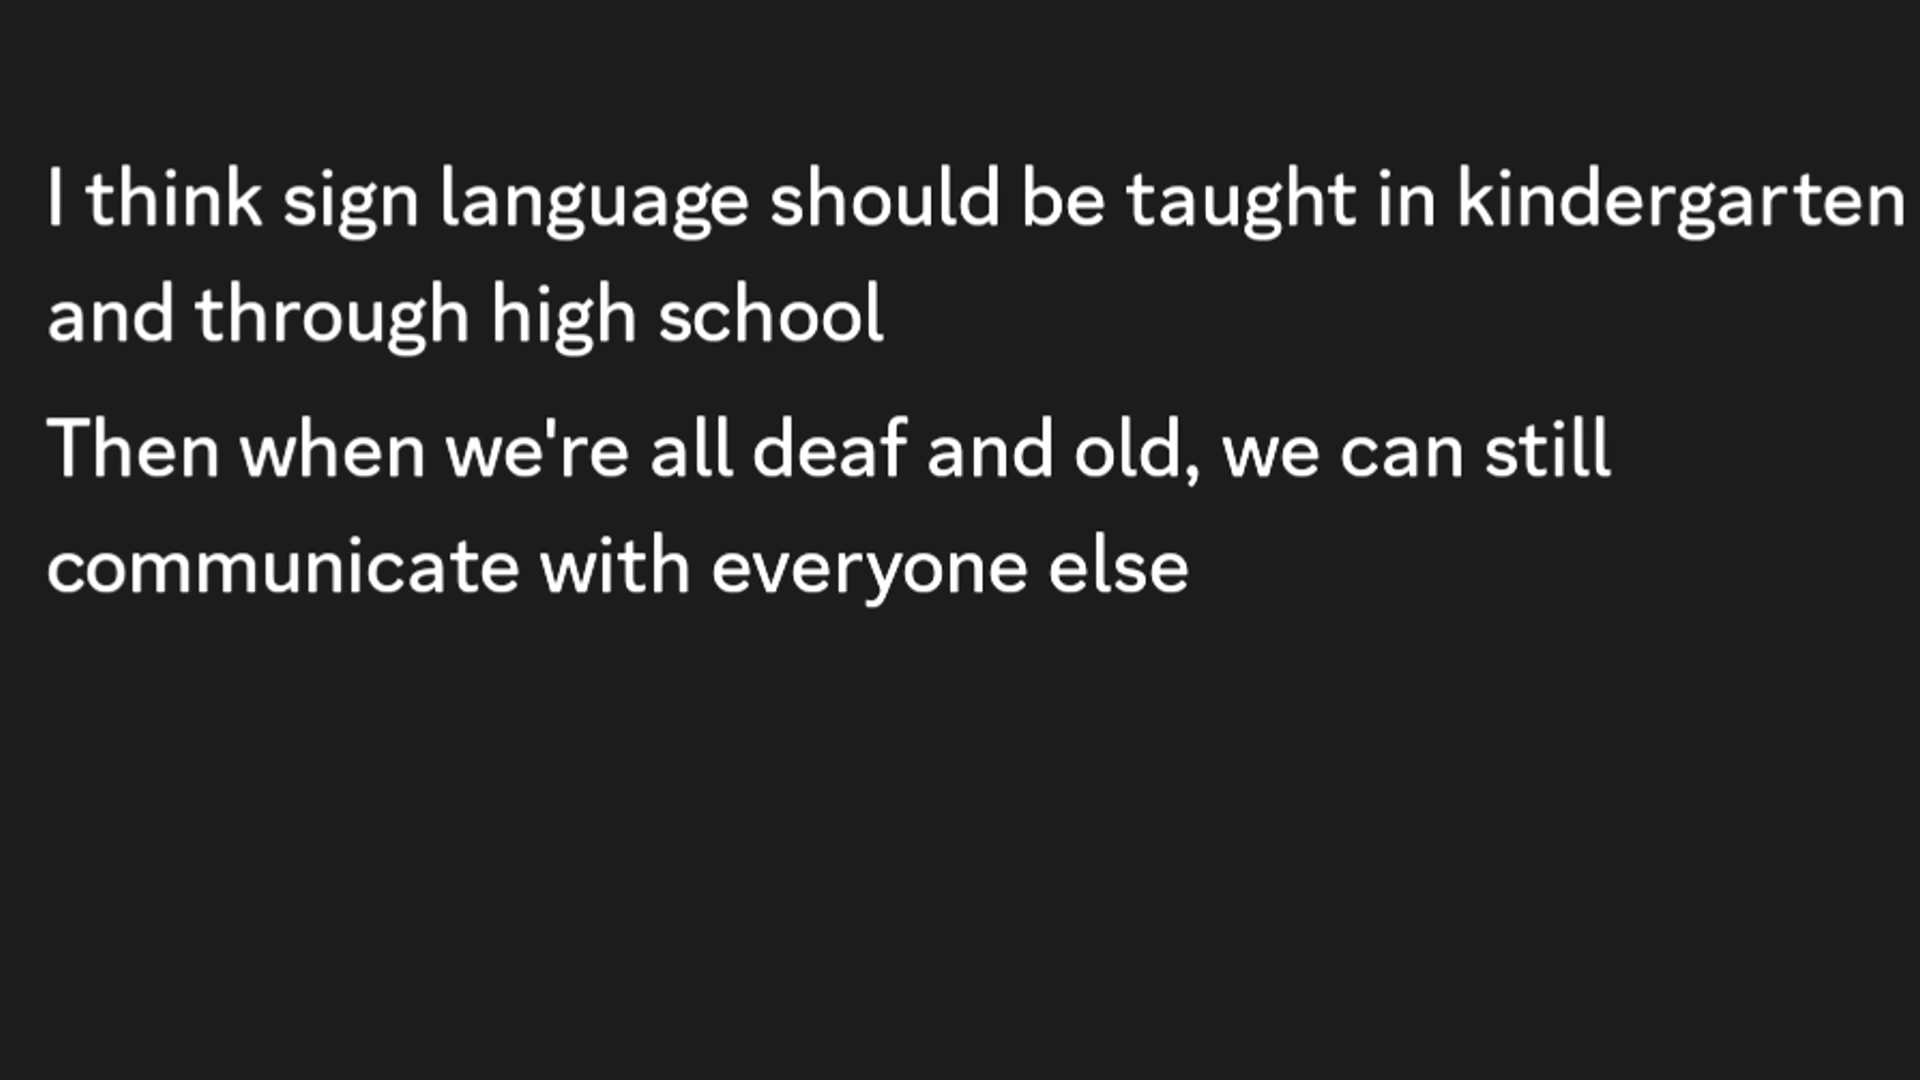 I think sign language should be taught in kindergarten
and through high school
Then when we're all deaf and old, we can still
communicate with everyone else